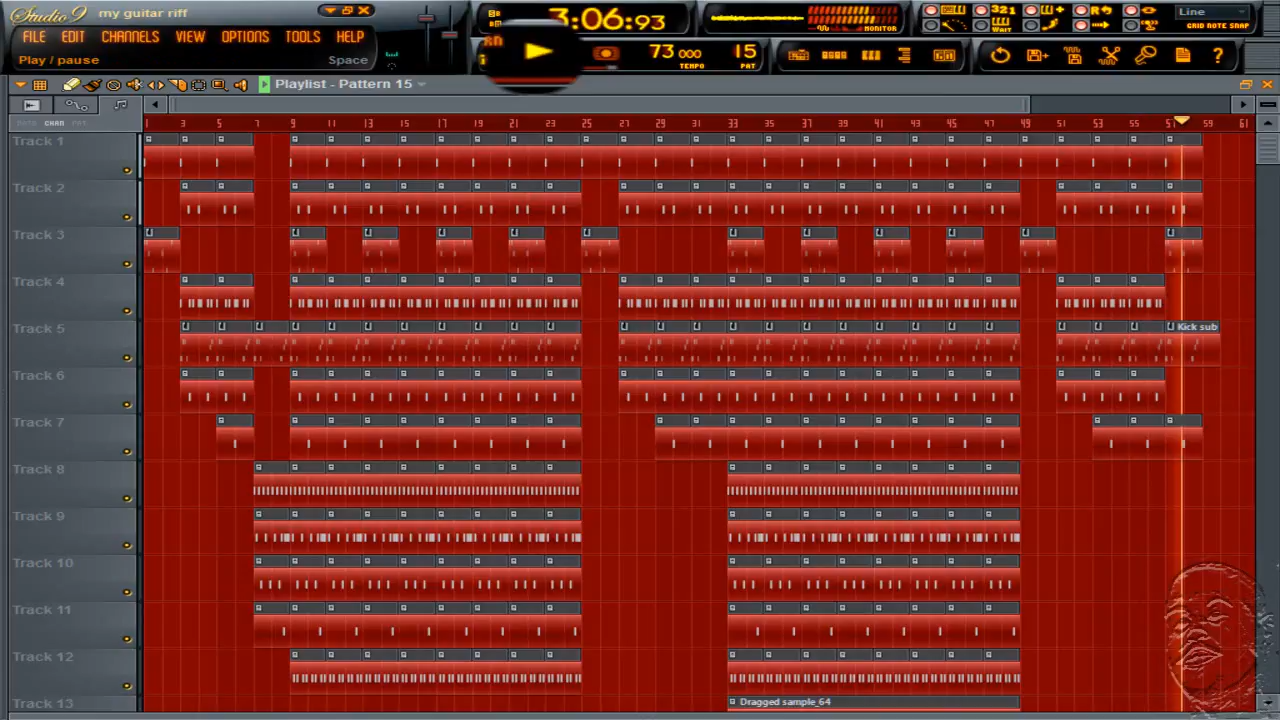 Studio 9 my guitar riff
FILE EDIT CHANNELS VIEW OPTIONS TOOLS HELP
Play / pause Space
3:06:93
MONITOR
73 000 TEMPO 15 PAT
321
WAIT
Line
GRID NOTE SNAP
?
Playlist - Pattern 15
CHAR PAT
1 3 5 7 9 11 13 15 17 19 21 23 25 27 29 31 33 35 37 39 41 43 45 47 49 51 53 55 57 59 61
Track 1
Track 2
Track 3
Track 4
Track 5
Kick sub
Track 6
Track 7
Track 8
Track 9
Track 10
Track 11
Track 12
Track 13
Dragged sample_64